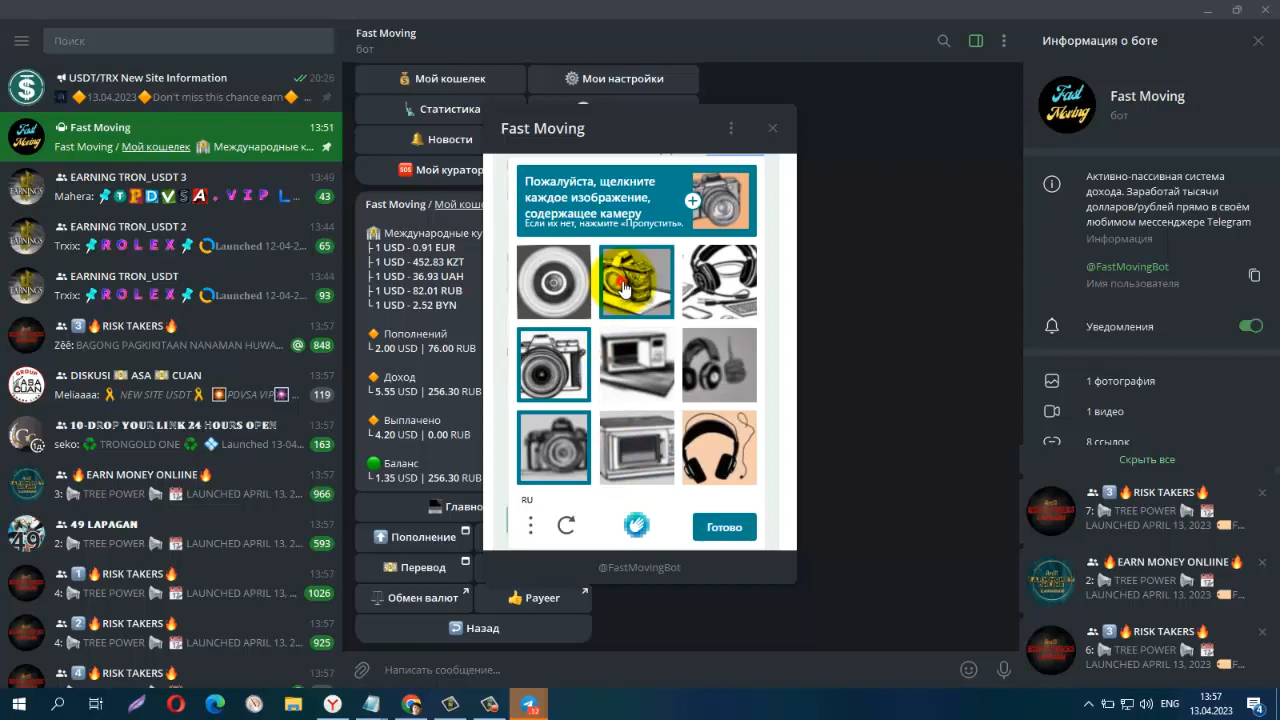 Поиск
USDT/TRX New Site Information
20:26
13.04.2023 Don't miss this chance earn ...
Fast Moving
13:51
Fast Moving / Мой кошелек Международные к...
EARNING TRON_USDT 3
13:49
Mahera: T P D V S A . V I P L ...
43
EARNING TRON_USDT 2
13:44
Trxix: R O L E X Launched 12-04-...
65
EARNING TRON_USDT
13:44
Trxix: R O L E X Launched 12-04-...
93
3 RISK TAKERS
13:57
Zëë: BAGONG PAGKIKITAAN NANAMAN HUWA...
@ 848
DISKUSI ASA CUAN
13:57
Meliaaaa: NEW SITE USDT PDVSA VIP ...
119
10-DROP YOUR LINK 24 HOURS OPEN
13:57
seko: TRONGOLD ONE Launched 13-04...
163
EARN MONEY ONLIINE
13:57
3: TREE POWER LAUNCHED APRIL 13, 2...
966
49 LAPAGAN
13:57
2: TREE POWER LAUNCHED APRIL 13, 2...
593
1 RISK TAKERS
13:57
4: TREE POWER LAUNCHED APRIL 13, 2...
1026
2 RISK TAKERS
13:57
4: TREE POWER LAUNCHED APRIL 13, 2...
925
4 RISK TAKERS
13:57
Fast Moving
бот
Мой кошелек
Мои настройки
Статистика
Новости
Мой куратор
Fast Moving / Мой коше
Международные ку
├ 1 USD - 0.91 EUR
├ 1 USD - 452.83 KZT
├ 1 USD - 36.93 UAH
├ 1 USD - 82.01 RUB
└ 1 USD - 2.52 BYN
Пополнений
└ 2.00 USD | 76.00 RUB
Доход
└ 5.55 USD | 256.30 RUB
Выплачено
└ 4.20 USD | 0.00 RUB
Баланс
└ 1.35 USD | 256.30 RUB
Главно
Пополнение
Перевод
Обмен валют
Payeer
Назад
Написать сообщение...
Fast Moving
Пожалуйста, щелкните
каждое изображение,
содержащее камеру
Если их нет, нажмите «Пропустить».
RU
Готово
@FastMovingBot
Информация о боте
Fast Moving
бот
Активно-пассивная система
дохода. Заработай тысячи
долларов/рублей прямо в своём
любимом мессенджере Telegram
Информация
@FastMovingBot
Имя пользователя
Уведомления
1 фотография
1 видео
8 ссылок
Скрыть все
3 RISK TAKERS
7: TREE POWER
LAUNCHED APRIL 13, 2023 F...
EARN MONEY ONLIINE
2: TREE POWER
LAUNCHED APRIL 13, 2023 F...
3 RISK TAKERS
6: TREE POWER
LAUNCHED APRIL 13, 2023 F...
ENG
13:57
13.04.2023
4